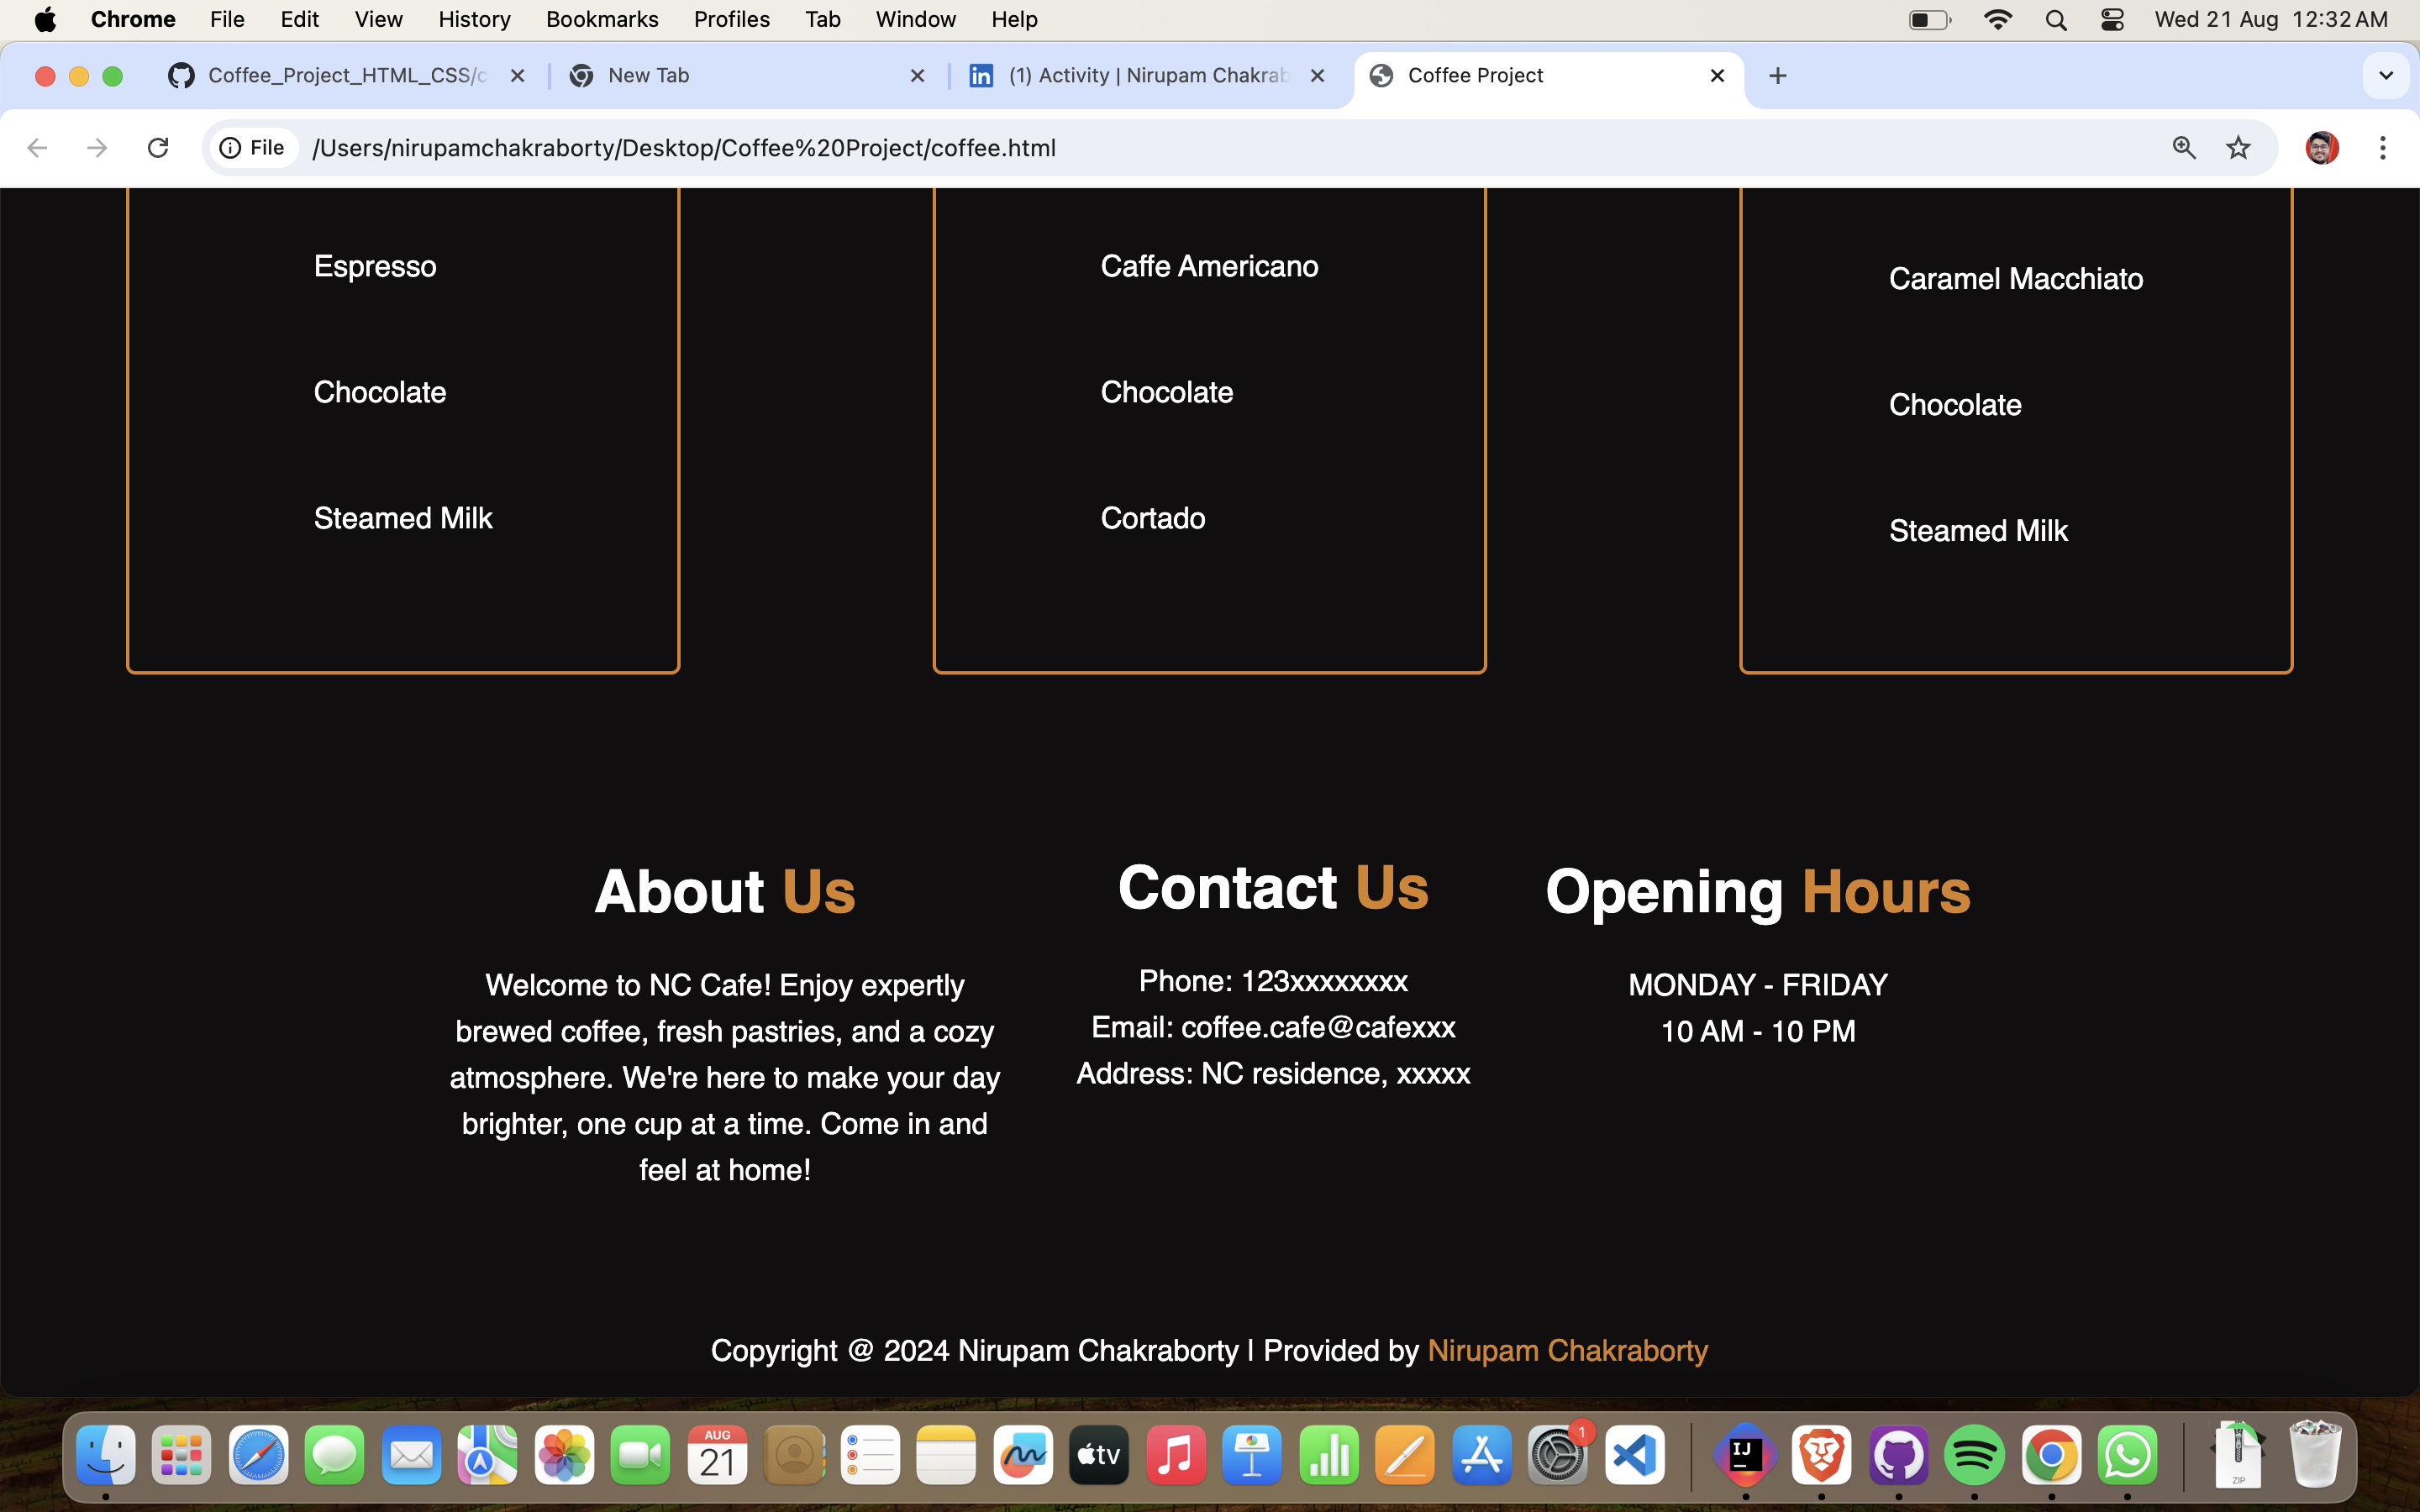 Chrome File Edit View History Bookmarks Profiles Tab Window Help Wed 21 Aug 12:32 AM
Coffee_Project_HTML_CSS/c New Tab (1) Activity | Nirupam Chakrab Coffee Project
File /Users/nirupamchakraborty/Desktop/Coffee%20Project/coffee.html
Espresso
Chocolate
Steamed Milk
Caffe Americano
Chocolate
Cortado
Caramel Macchiato
Chocolate
Steamed Milk
About Us
Welcome to NC Cafe! Enjoy expertly
brewed coffee, fresh pastries, and a cozy
atmosphere. We're here to make your day
brighter, one cup at a time. Come in and
feel at home!
Contact Us
Phone: 123xxxxxxxx
Email: coffee.cafe@cafexxx
Address: NC residence, xxxxx
Opening Hours
MONDAY - FRIDAY
10 AM - 10 PM
Copyright @ 2024 Nirupam Chakraborty | Provided by Nirupam Chakraborty
AUG
21
tv
1
IJ
ZIP